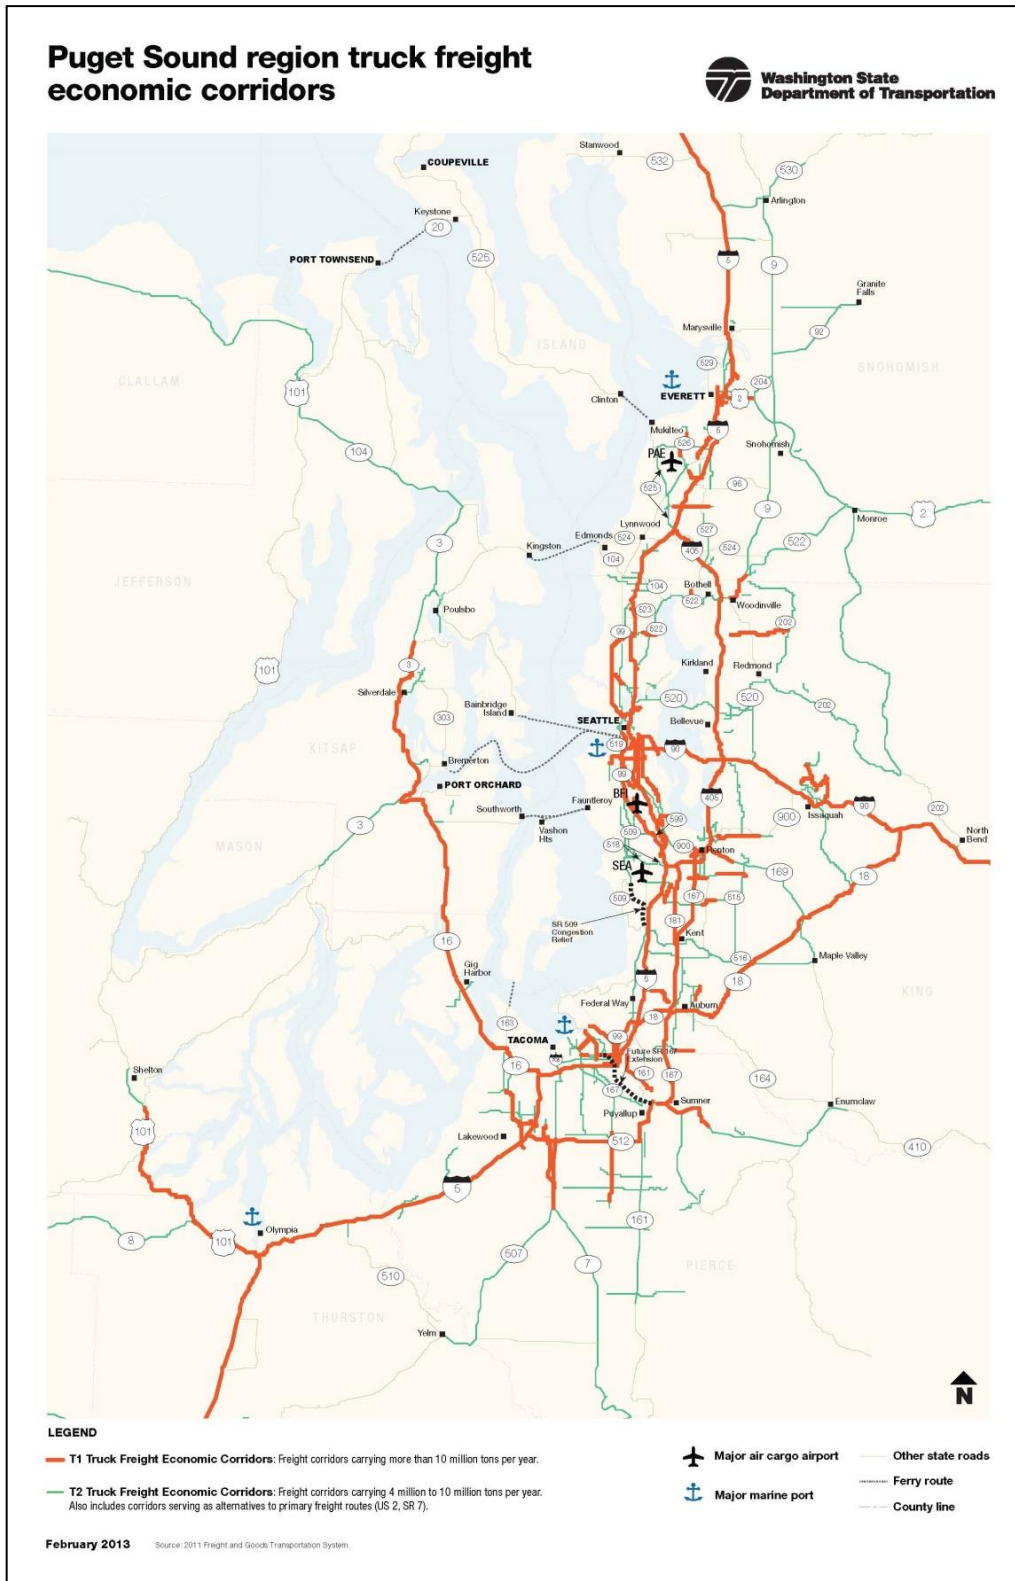 Puget Sound region truck freight
economic corridors
Washington State
Department of Transportation
Stanwood
532
530
COUPEVILLE
Arlington
Keystone
20
525
PORT TOWNSEND
5
9
Granite
Falls
Marysville
92
ISLAND
529
SNOHOMISH
CLALLAM
101
204
EVERETT
2
Clinton
Mukilteo
5
526
Snohomish
104
PAE
525
96
9
2
Monroe
Lynnwood
527
3
Edmonds
524
405
524
522
Kingston
104
JEFFERSON
104
Bothell
522
Woodinville
Poulsbo
523
99
522
202
101
3
Kirkland
Redmond
Silverdale
520
520
Bainbridge
Island
202
303
SEATTLE
Bellevue
KITSAP
519
90
Bremerton
99
PORT ORCHARD
BFI
405
Fauntleroy
90
Issaquah
202
Southworth
900
3
Vashon
Hts
599
509
North
Bend
MASON
518
900
Renton
SEA
169
18
509
167
515
SR 509
Congestion
Relief
181
Kent
16
516
Maple Valley
Gig
Harbor
5
18
KING
Federal Way
Auburn
163
18
99
TACOMA
705
Future SR 167
Extension
16
161
167
164
Shelton
167
Sumner
Enumclaw
Puyallup
101
Lakewood
512
410
5
161
Olympia
8
101
507
7
510
PIERCE
THURSTON
Yelm
N
LEGEND
T1 Truck Freight Economic Corridors: Freight corridors carrying more than 10 million tons per year.
T2 Truck Freight Economic Corridors: Freight corridors carrying 4 million to 10 million tons per year.
Also includes corridors serving as alternatives to primary freight routes (US 2, SR 7).
Major air cargo airport
Major marine port
Other state roads
Ferry route
County line
February 2013
Source: 2011 Freight and Goods Transportation System.